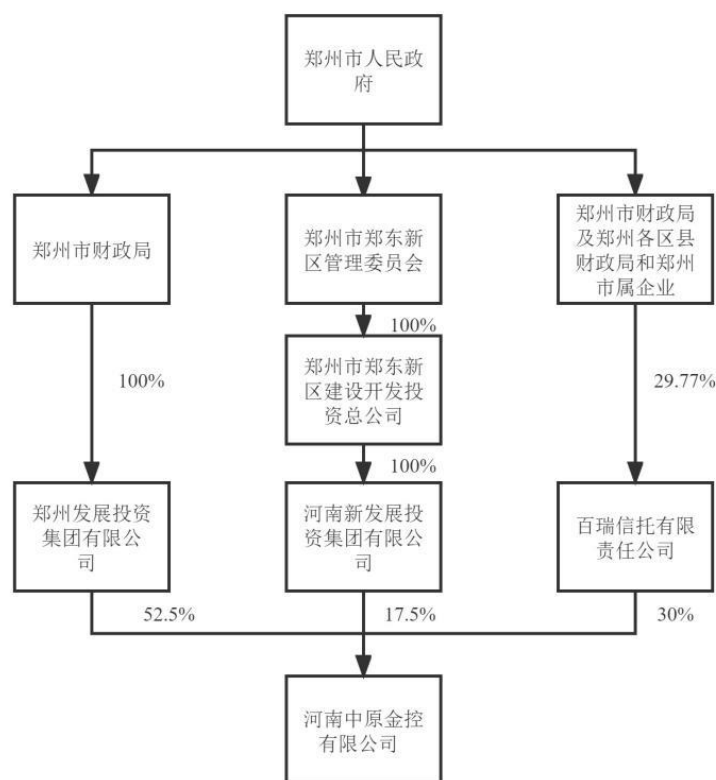 郑州市人民政
府
郑州市财政局
郑州市郑东新
区管理委员会
郑州市财政局
及郑州各区县
财政局和郑州
市属企业
100%
100%
郑州市郑东新
区建设开发投
资总公司
29.77%
100%
郑州发展投资
集团有限公
司
河南新发展投
资集团有限公
司
百瑞信托有限
责任公司
52.5%
17.5%
30%
河南中原金控
有限公司